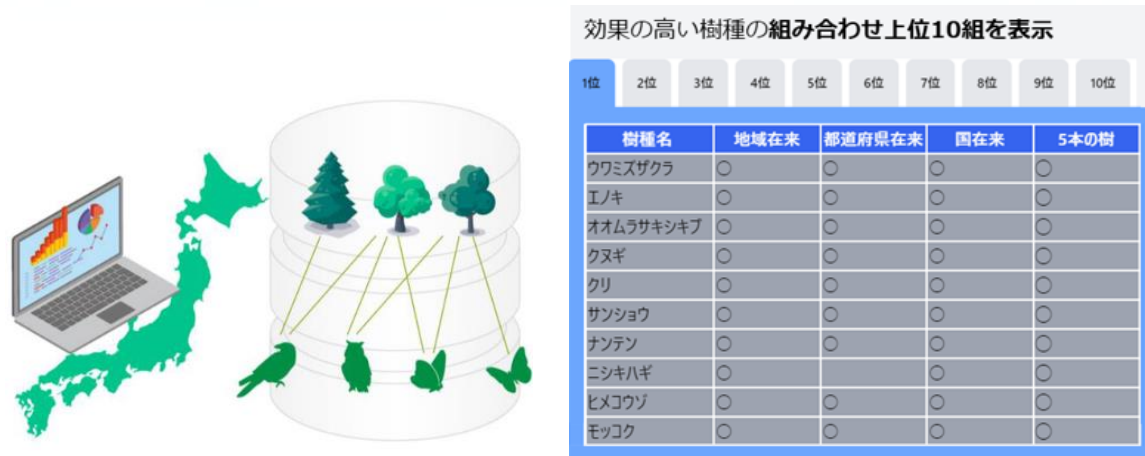 効果の高い樹種の組み合わせ上位10組を表示
1位 2位 3位 4位 5位 6位 7位 8位 9位 10位
樹種名 地域在来 都道府県在来 国在来 5本の樹
ウワミズザクラ ○ ○ ○ ○
エノキ ○ ○ ○ ○
オオムラサキシキブ ○ ○ ○ ○
クヌギ ○ ○ ○ ○
クリ ○ ○ ○ ○
サンショウ ○ ○ ○ ○
ナンテン ○ ○ ○ ○
ニシキハギ ○ ○ ○
ヒメコウゾ ○ ○ ○ ○
モッコク ○ ○ ○ ○